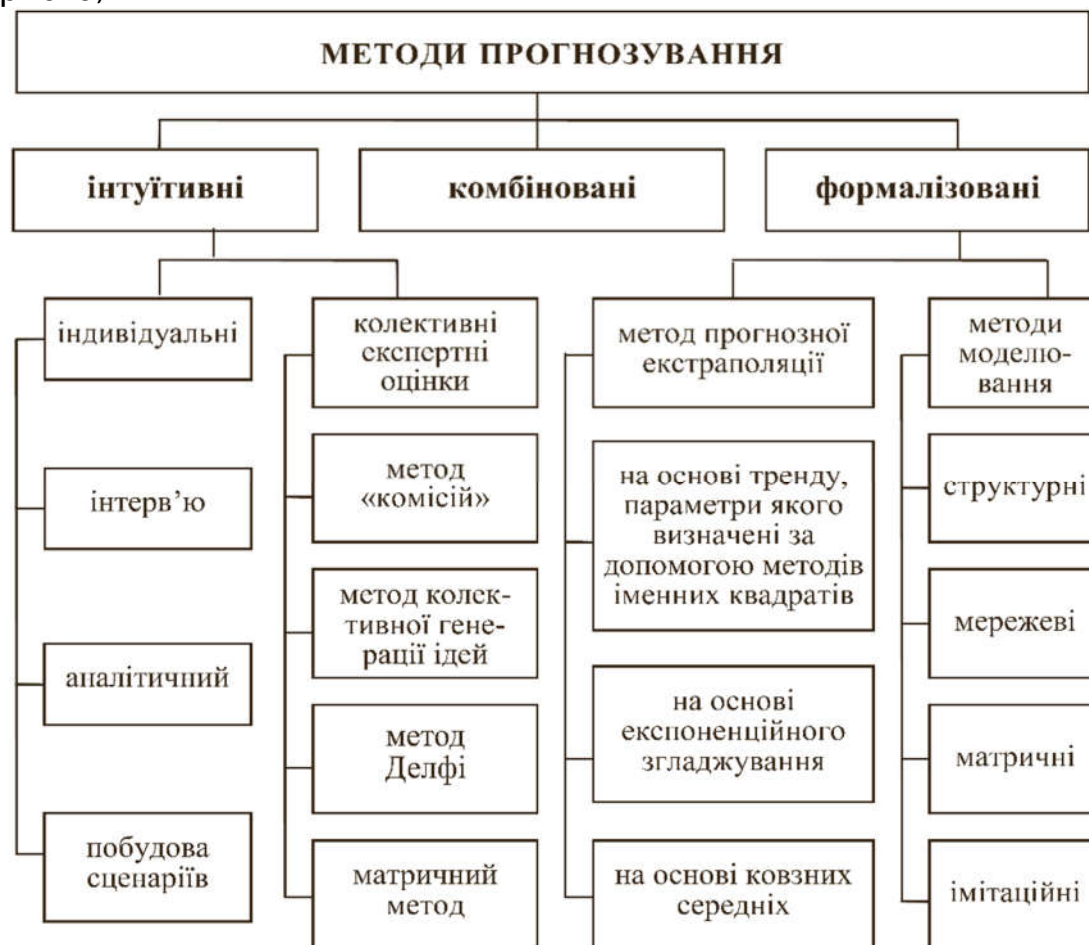 МЕТОДИ ПРОГНОЗУВАННЯ
інтуїтивні
комбіновані
формалізовані
індивідуальні
інтерв’ю
аналітичний
побудова
сценаріїв
колективні
експертні
оцінки
метод
«комісій»
метод колек-
тивної гене-
рації ідей
метод
Делфі
матричний
метод
метод прогнозної
екстраполяції
на основі тренду,
параметри якого
визначені за
допомогою методів
іменних квадратів
на основі
експоненційного
згладжування
на основі ковзних
середніх
методи
моделю-
вання
структурні
мережеві
матричні
імітаційні